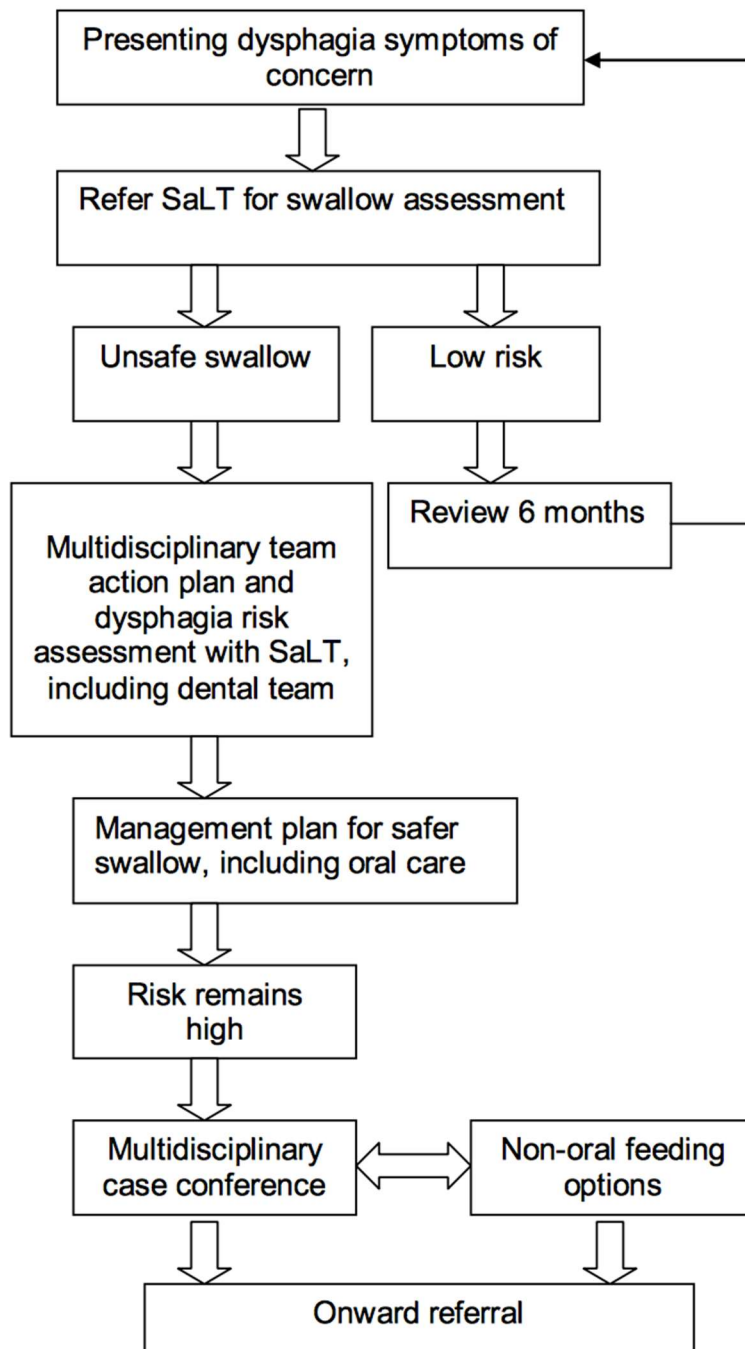 Presenting dysphagia symptoms of
concern
Refer SaLT for swallow assessment
Unsafe swallow
Low risk
Multidisciplinary team
action plan and
dysphagia risk
assessment with SaLT,
including dental team
Review 6 months
Management plan for safer
swallow, including oral care
Risk remains
high
Multidisciplinary
case conference
Non-oral feeding
options
Onward referral